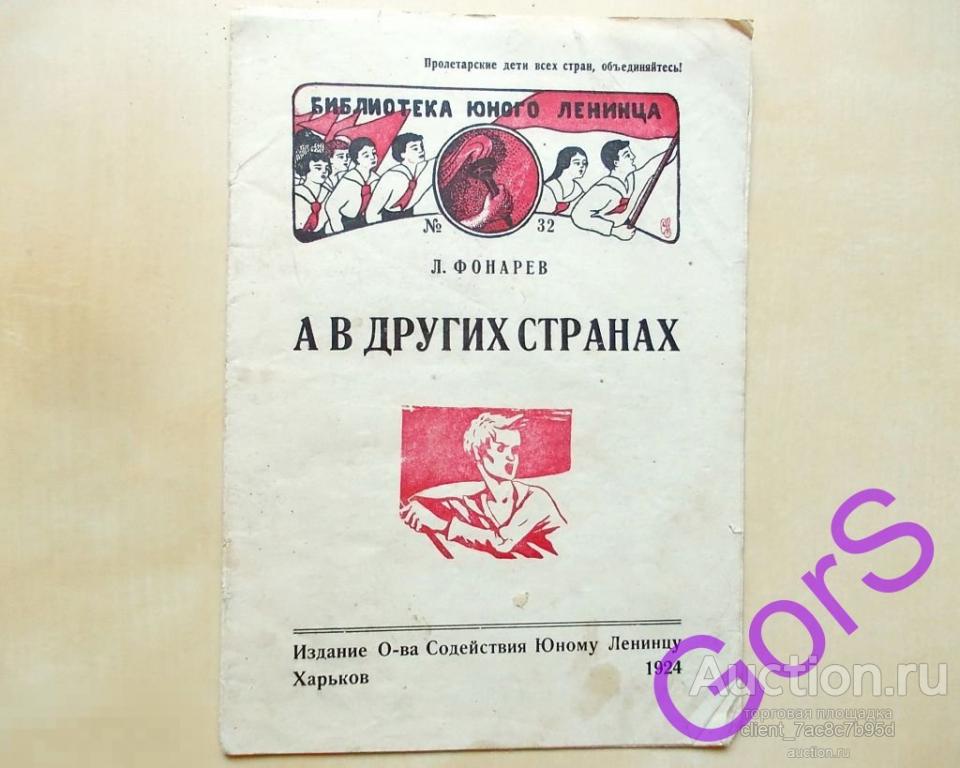 Пролетарские дети всех стран, объединяйтесь!
БИБЛИОТЕКА ЮНОГО ЛЕНИНЦА
№ 32
Л. ФОНАРЕВ
А В ДРУГИХ СТРАНАХ
Издание О-ва Содействия Юному Ленинцу
Харьков 1924
GorS
Auction.ru
торговая площадка
client_7ac8c7b95d
auction.ru